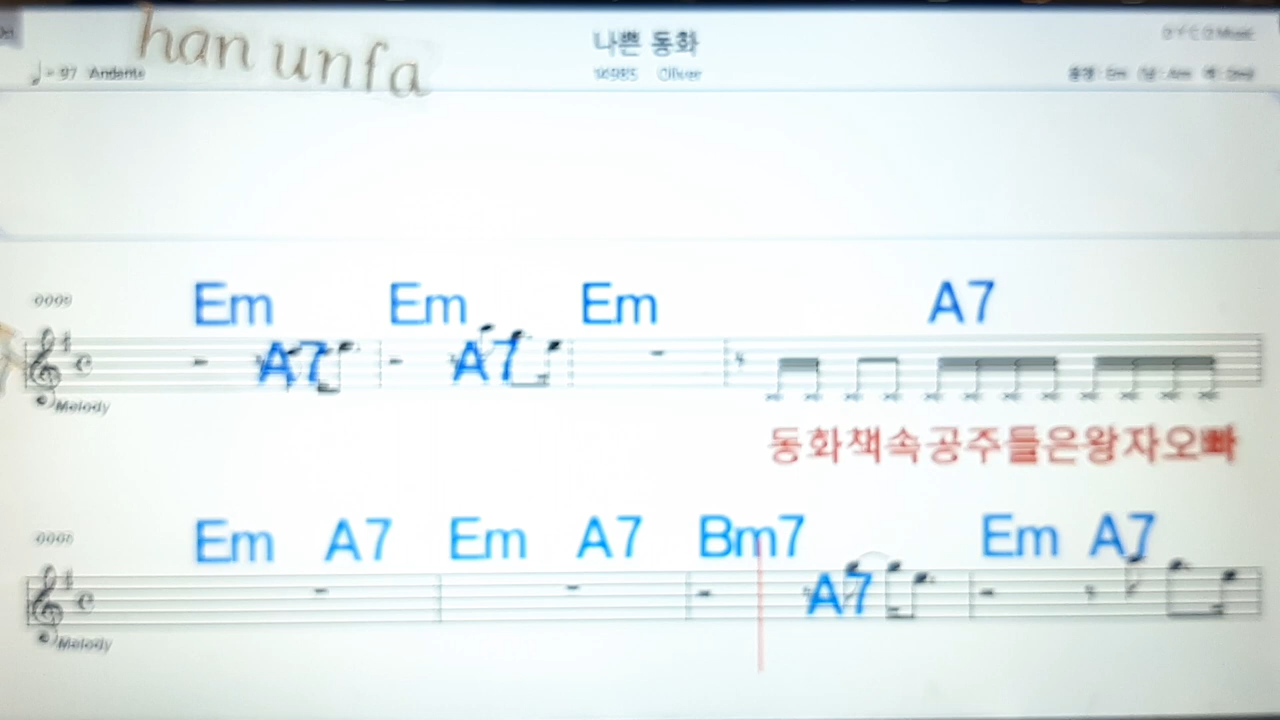 han unfa
나쁜 동화
♩= 97 Andante
Oliver
Em Em Em A7
A7 A7
Melody
동화책속공주들은왕자오빠
Em A7 Em A7 Bm7 Em A7
A7
Melody